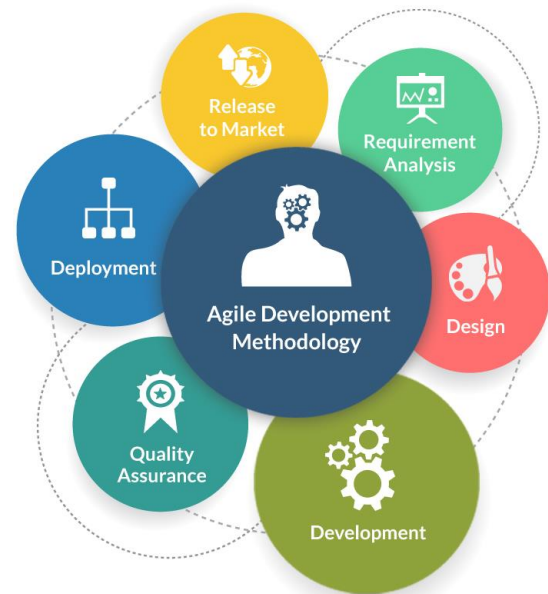 Release
to Market
Requirement
Analysis
Deployment
Agile Development
Methodology
Design
Quality
Assurance
Development